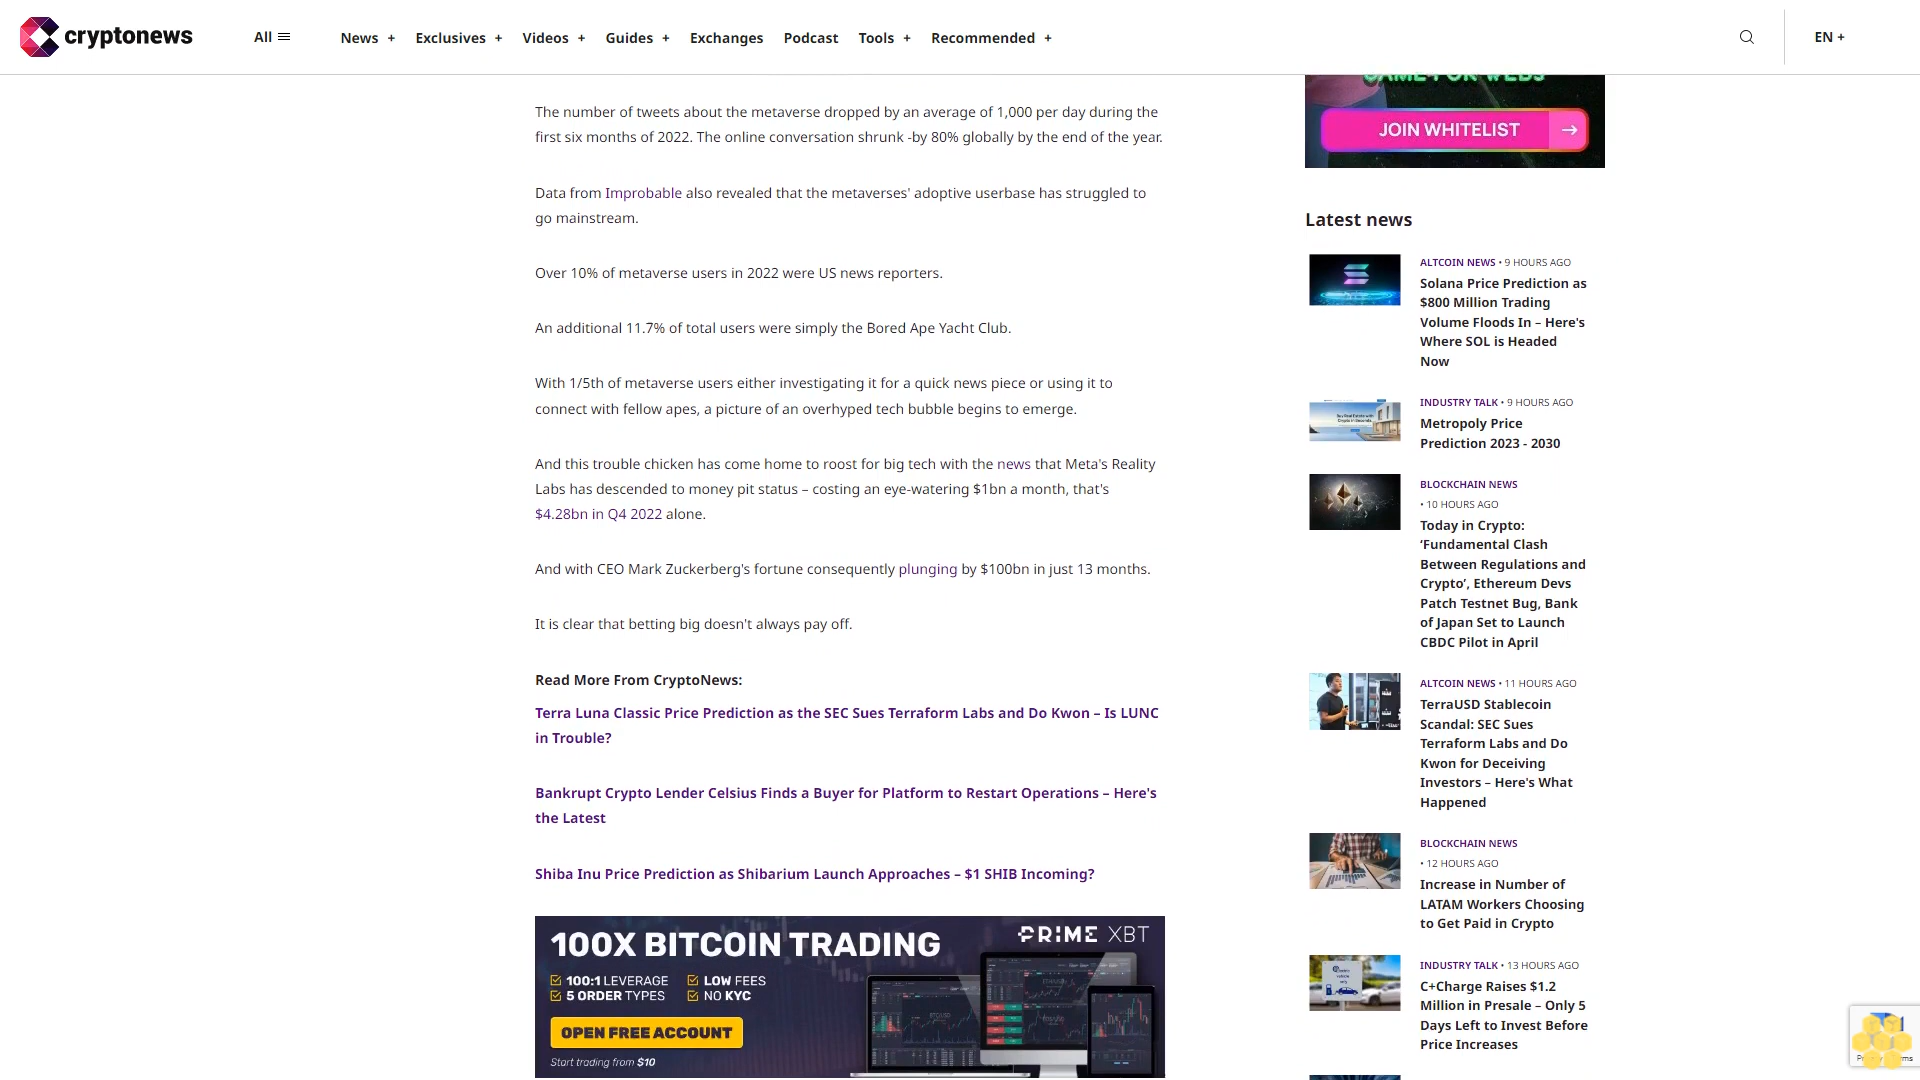 cryptonews
All
News +
Exclusives +
Videos +
Guides +
Exchanges
Podcast
Tools +
Recommended +
EN +
The number of tweets about the metaverse dropped by an average of 1,000 per day during the
first six months of 2022. The online conversation shrunk -by 80% globally by the end of the year.
Data from Improbable also revealed that the metaverses' adoptive userbase has struggled to
go mainstream.
Over 10% of metaverse users in 2022 were US news reporters.
An additional 11.7% of total users were simply the Bored Ape Yacht Club.
With 1/5th of metaverse users either investigating it for a quick news piece or using it to
connect with fellow apes, a picture of an overhyped tech bubble begins to emerge.
And this trouble chicken has come home to roost for big tech with the news that Meta's Reality
Labs has descended to money pit status – costing an eye-watering $1bn a month, that's
$4.28bn in Q4 2022 alone.
And with CEO Mark Zuckerberg's fortune consequently plunging by $100bn in just 13 months.
It is clear that betting big doesn't always pay off.
Read More From CryptoNews:
Terra Luna Classic Price Prediction as the SEC Sues Terraform Labs and Do Kwon – Is LUNC
in Trouble?
Bankrupt Crypto Lender Celsius Finds a Buyer for Platform to Restart Operations – Here's
the Latest
Shiba Inu Price Prediction as Shibarium Launch Approaches – $1 SHIB Incoming?
100X BITCOIN TRADING
PRIME XBT
100:1 LEVERAGE
LOW FEES
5 ORDER TYPES
NO KYC
OPEN FREE ACCOUNT
Start trading from $10
JOIN WHITELIST
Latest news
ALTCOIN NEWS • 9 HOURS AGO
Solana Price Prediction as
$800 Million Trading
Volume Floods In – Here's
Where SOL is Headed
Now
INDUSTRY TALK • 9 HOURS AGO
Metropoly Price
Prediction 2023 - 2030
BLOCKCHAIN NEWS
• 10 HOURS AGO
Today in Crypto:
‘Fundamental Clash
Between Regulations and
Crypto’, Ethereum Devs
Patch Testnet Bug, Bank
of Japan Set to Launch
CBDC Pilot in April
ALTCOIN NEWS • 11 HOURS AGO
TerraUSD Stablecoin
Scandal: SEC Sues
Terraform Labs and Do
Kwon for Deceiving
Investors – Here's What
Happened
BLOCKCHAIN NEWS
• 12 HOURS AGO
Increase in Number of
LATAM Workers Choosing
to Get Paid in Crypto
INDUSTRY TALK • 13 HOURS AGO
C+Charge Raises $1.2
Million in Presale – Only 5
Days Left to Invest Before
Price Increases